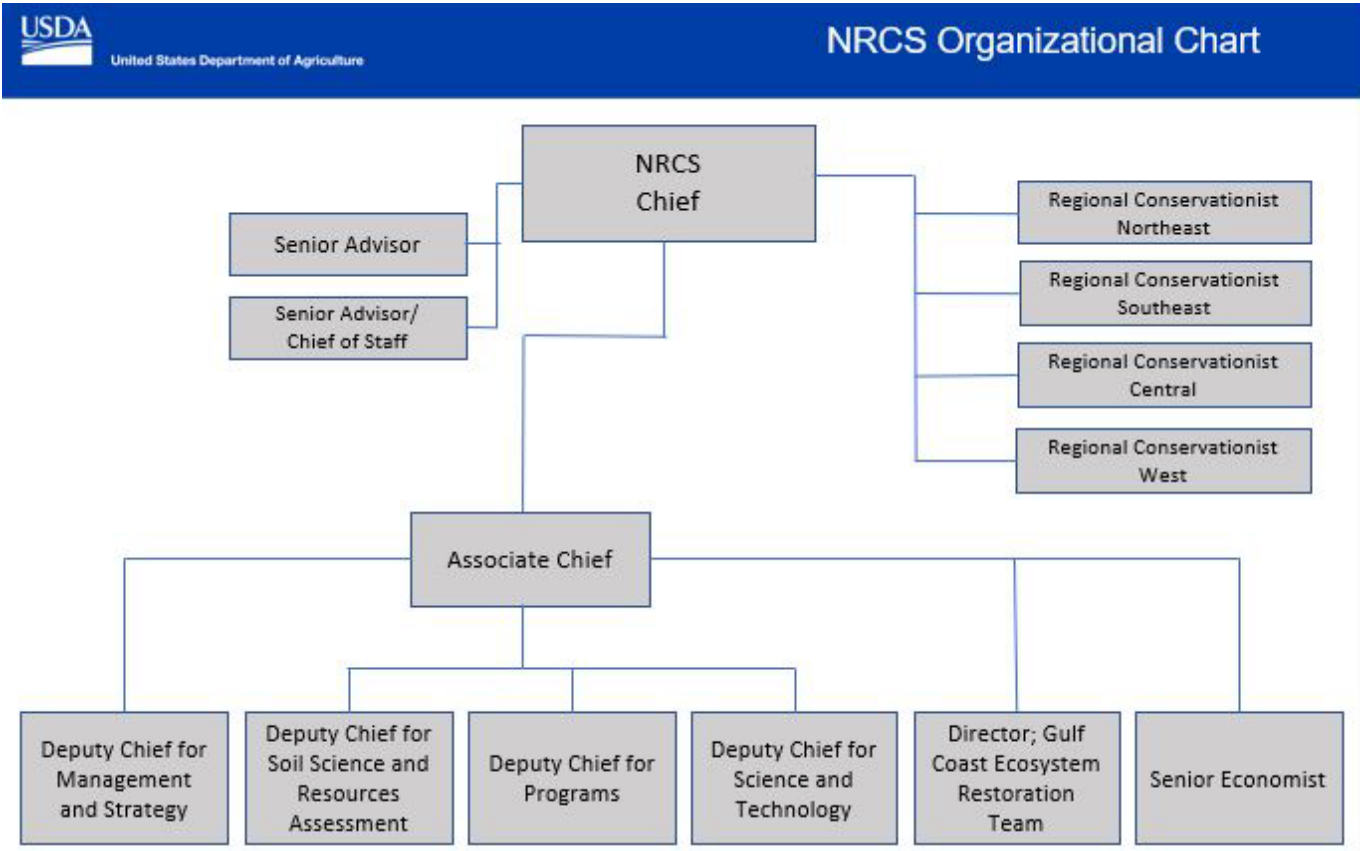 USDA
United States Department of Agriculture
NRCS Organizational Chart
NRCS
Chief
Senior Advisor
Senior Advisor/
Chief of Staff
Regional Conservationist
Northeast
Regional Conservationist
Southeast
Regional Conservationist
Central
Regional Conservationist
West
Associate Chief
Deputy Chief for
Management
and Strategy
Deputy Chief for
Soil Science and
Resources
Assessment
Deputy Chief for
Programs
Deputy Chief for
Science and
Technology
Director; Gulf
Coast Ecosystem
Restoration
Team
Senior Economist